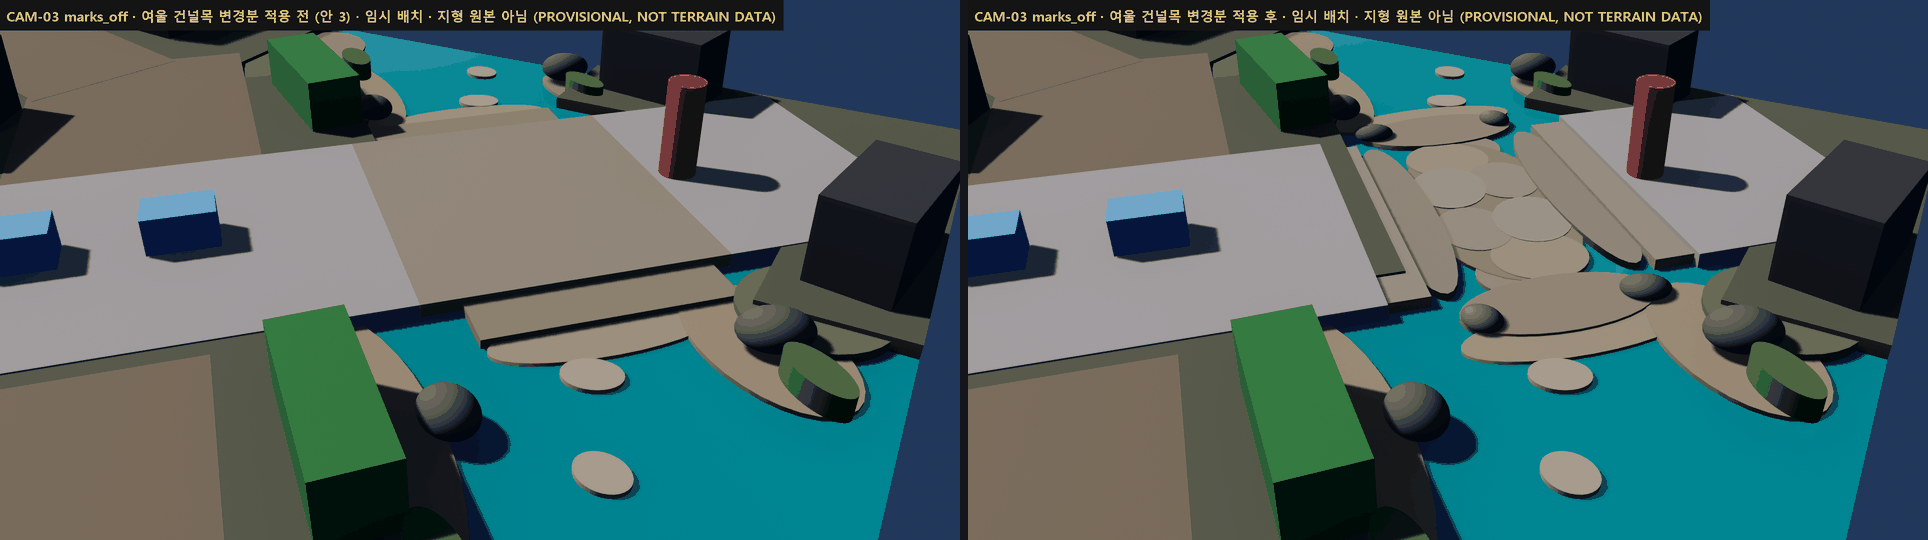 CAM-03 marks_off · 여울 건널목 변경분 적용 전 (안 3) · 임시 배치 · 지형 원본 아님 (PROVISIONAL, NOT TERRAIN DATA)
CAM-03 marks_off · 여울 건널목 변경분 적용 후 · 임시 배치 · 지형 원본 아님 (PROVISIONAL, NOT TERRAIN DATA)